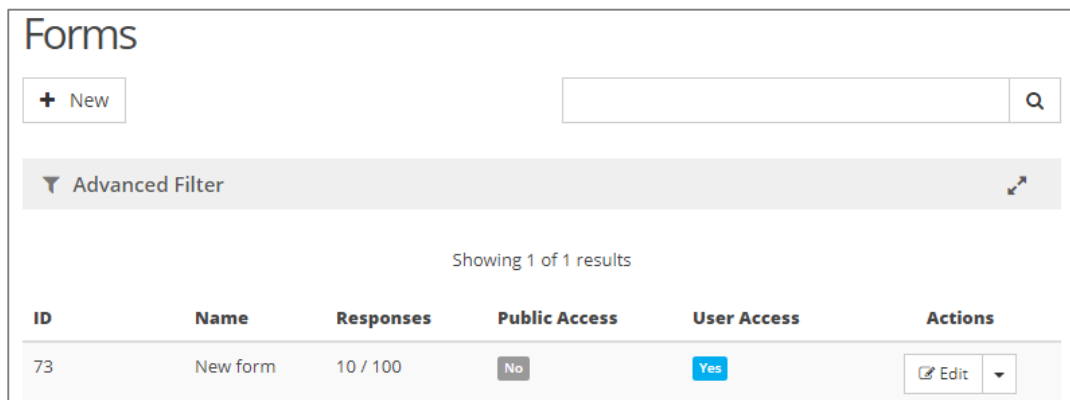 Forms
New
Advanced Filter
Showing 1 of 1 results
ID Name Responses Public Access User Access Actions
73 New form 10 / 100 No Yes Edit